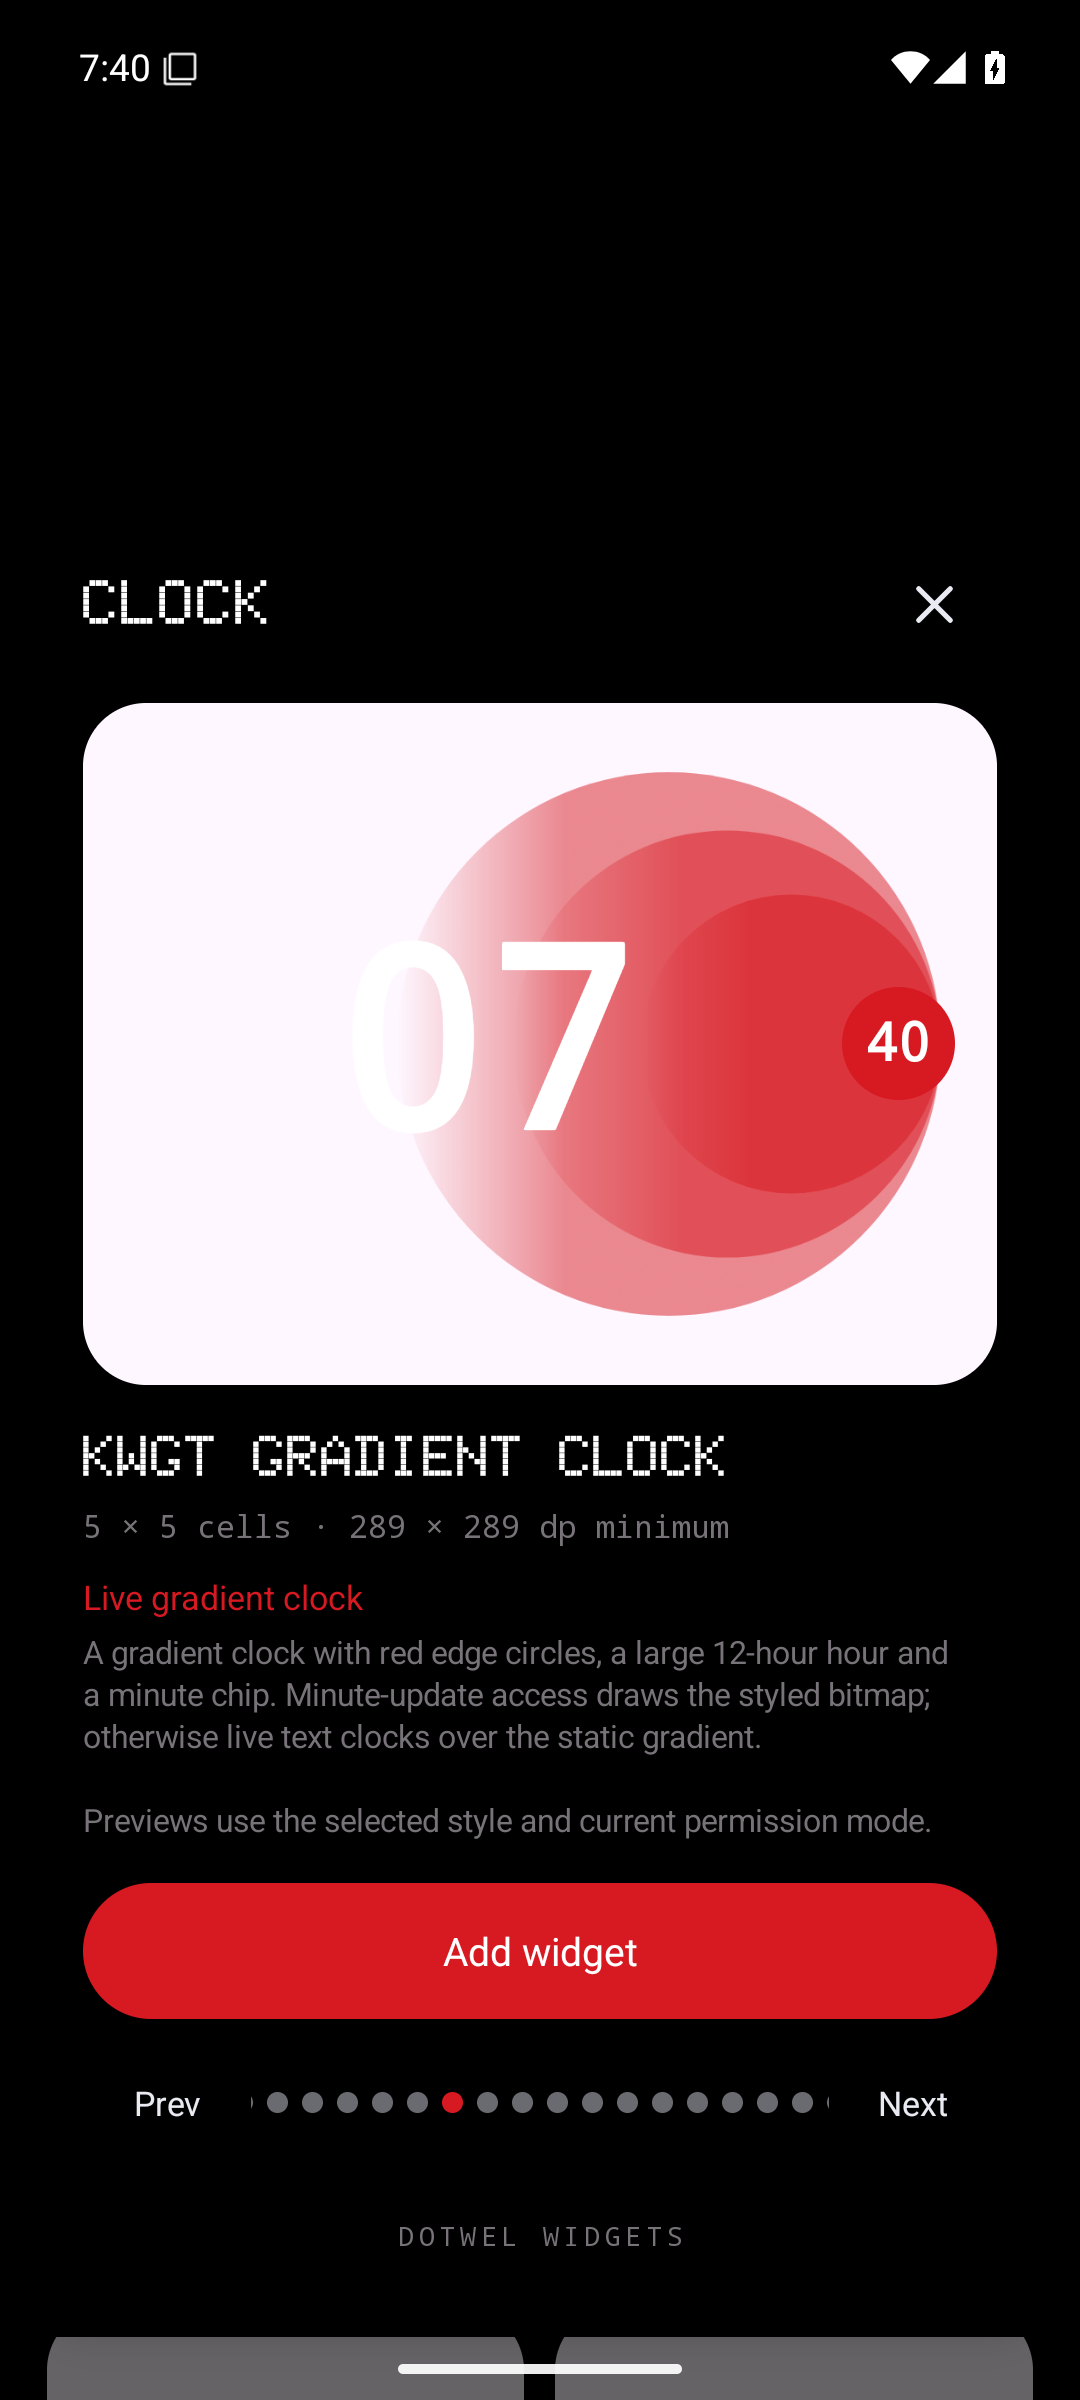 7:40
CLOCK
07
40
KWGT GRADIENT CLOCK
5 × 5 cells · 289 × 289 dp minimum
Live gradient clock
A gradient clock with red edge circles, a large 12-hour hour and
a minute chip. Minute-update access draws the styled bitmap;
otherwise live text clocks over the static gradient.
Previews use the selected style and current permission mode.
Add widget
Prev
Next
DOTWEL WIDGETS